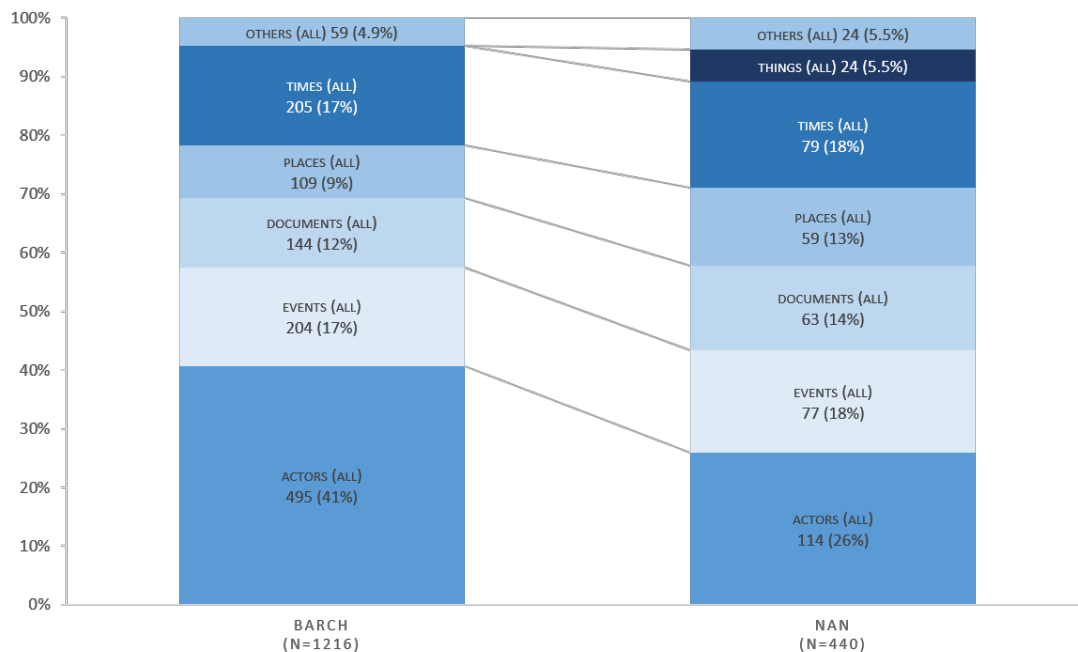 100%
90%
80%
70%
60%
50%
40%
30%
20%
10%
0%
OTHERS (ALL) 59 (4.9%)
TIMES (ALL)
205 (17%)
PLACES (ALL)
109 (9%)
DOCUMENTS (ALL)
144 (12%)
EVENTS (ALL)
204 (17%)
ACTORS (ALL)
495 (41%)
OTHERS (ALL) 24 (5.5%)
THINGS (ALL) 24 (5.5%)
TIMES (ALL)
79 (18%)
PLACES (ALL)
59 (13%)
DOCUMENTS (ALL)
63 (14%)
EVENTS (ALL)
77 (18%)
ACTORS (ALL)
114 (26%)
BARCH
(N=1216)
NAN
(N=440)